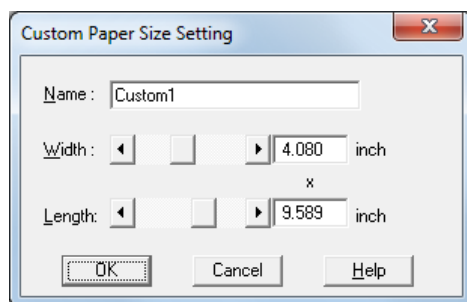 Custom Paper Size Setting
Name : Custom1
Width : 4.080 inch
x
Length: 9.589 inch
OK Cancel Help